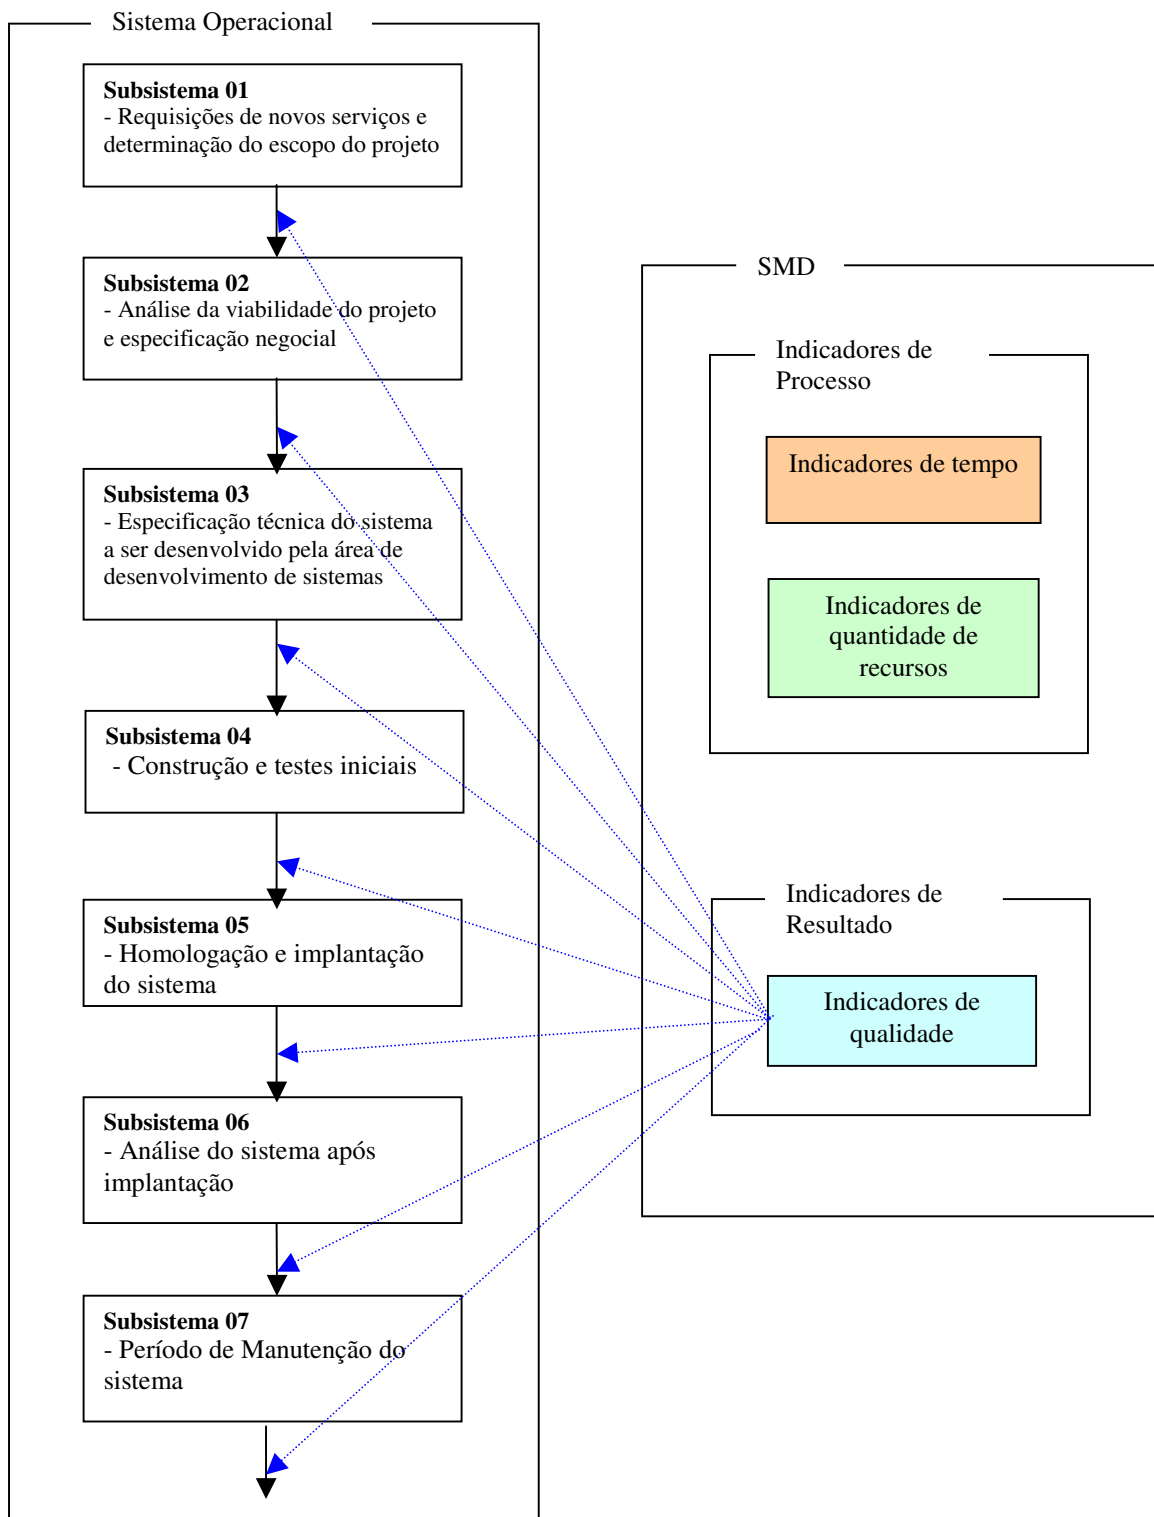 Sistema Operacional
Subsistema 01
- Requisições de novos serviços e
determinação do escopo do projeto
Subsistema 02
- Análise da viabilidade do projeto
e especificação negocial
Subsistema 03
- Especificação técnica do sistema
a ser desenvolvido pela área de
desenvolvimento de sistemas
Subsistema 04
- Construção e testes iniciais
Subsistema 05
- Homologação e implantação
do sistema
Subsistema 06
- Análise do sistema após
implantação
Subsistema 07
- Período de Manutenção do
sistema
SMD
Indicadores de
Processo
Indicadores de tempo
Indicadores de
quantidade de
recursos
Indicadores de
Resultado
Indicadores de
qualidade